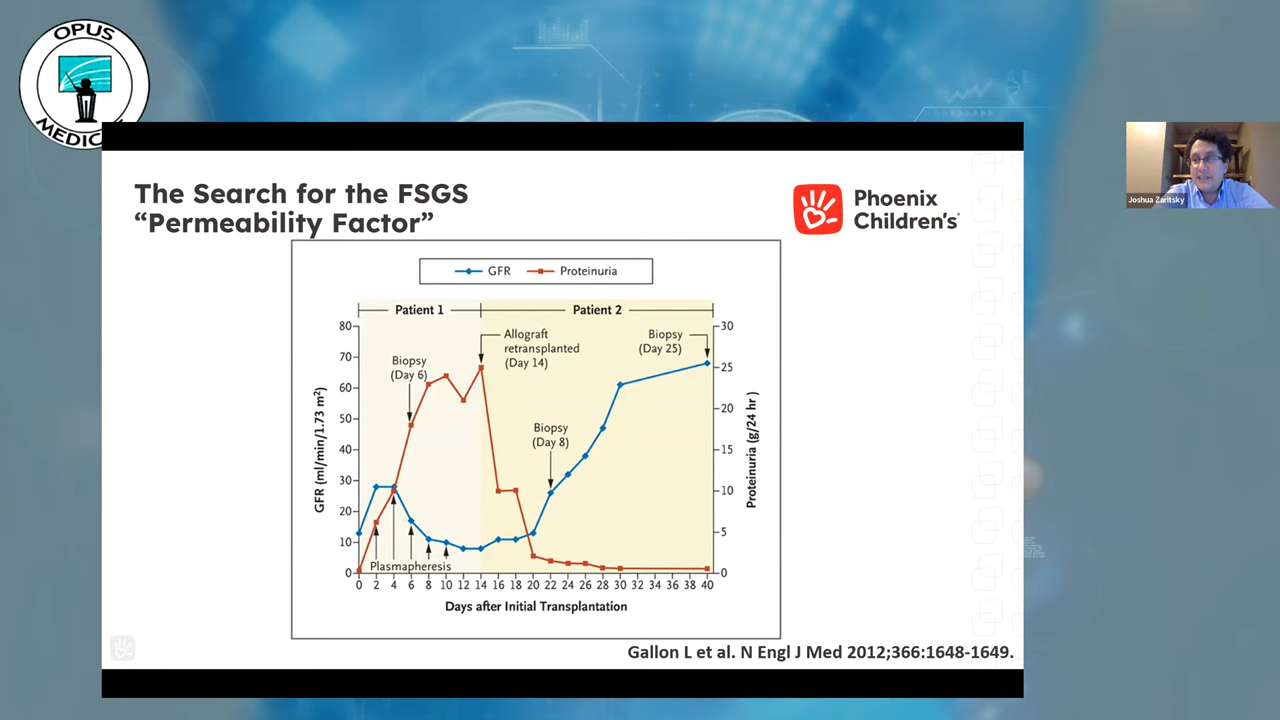 OPUS
MEDIC
Joshua Zaritsky
The Search for the FSGS
“Permeability Factor”
Phoenix
Children’s
GFR
Proteinuria
Patient 1
Patient 2
80
70
60
50
40
30
20
10
0
GFR (ml/min/1.73 m²)
30
25
20
15
10
5
0
Proteinuria (g/24 hr)
Biopsy
(Day 6)
Allograft
retransplanted
(Day 14)
Biopsy
(Day 25)
Biopsy
(Day 8)
Plasmapheresis
0 2 4 6 8 10 12 14 16 18 20 22 24 26 28 30 32 34 36 38 40
Days after Initial Transplantation
Gallon L et al. N Engl J Med 2012;366:1648-1649.